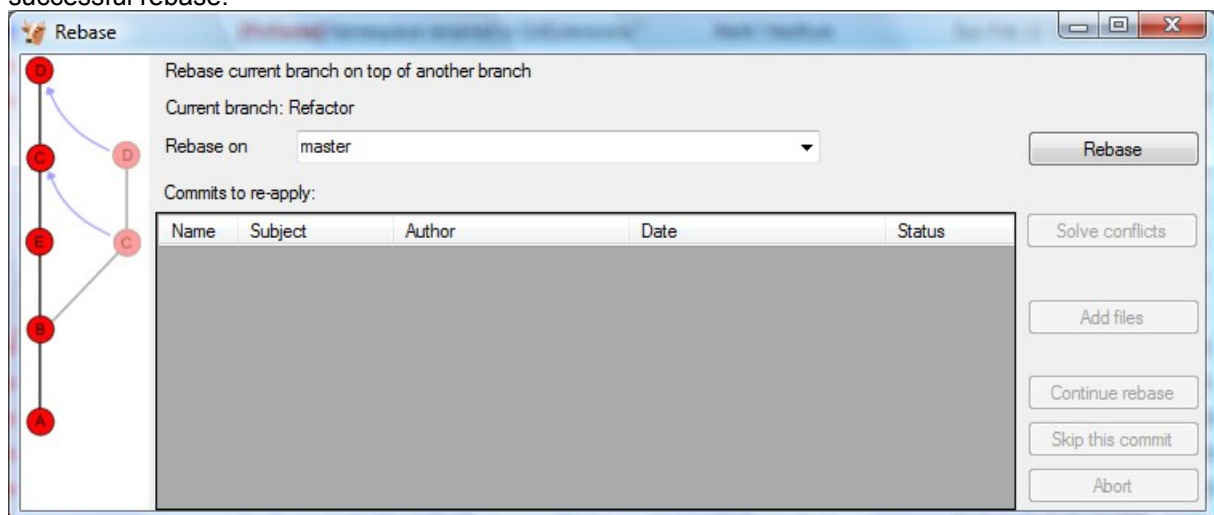 successful rebase.
Rebase
Rebase current branch on top of another branch
Current branch: Refactor
Rebase on master
Rebase
Commits to re-apply:
Name Subject Author Date Status
Solve conflicts
Add files
Continue rebase
Skip this commit
Abort
D
D
C
C
E
B
A